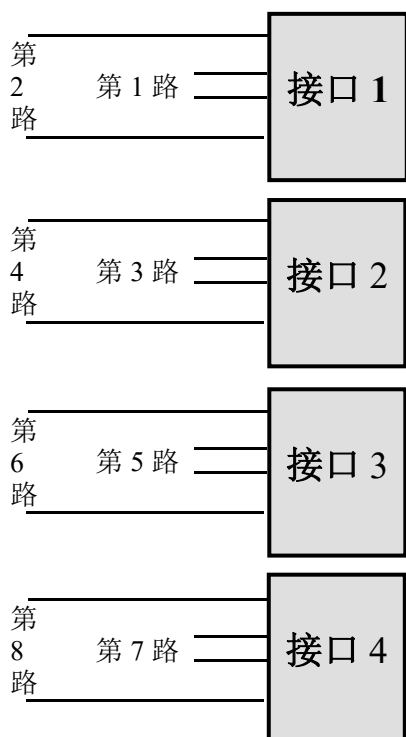 第2路
第 1 路
接口 1
第4路
第 3 路
接口 2
第6路
第 5 路
接口 3
第8路
第 7 路
接口 4